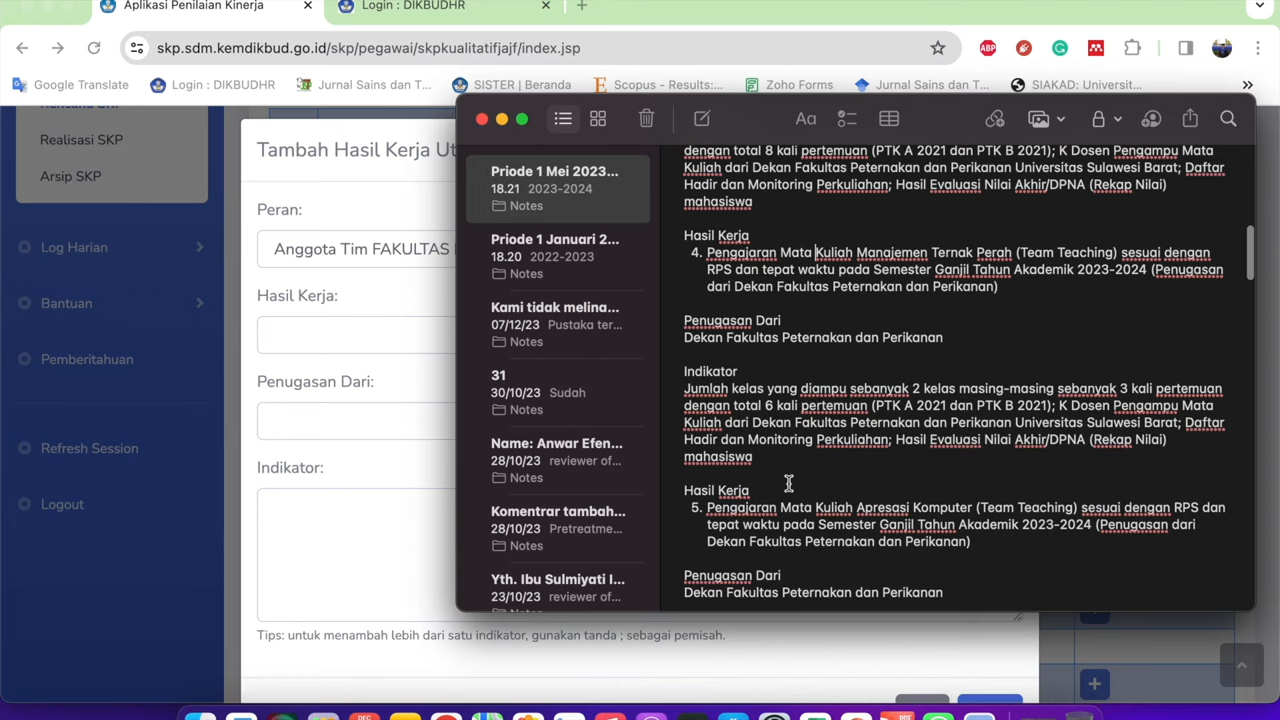 Aplikasi Penilaian Kinerja
Login : DIKBUDHR
skp.sdm.kemdikbud.go.id/skp/pegawai/skpkualitatifjajf/index.jsp
ABP
Google Translate
Login : DIKBUDHR
Jurnal Sains dan T...
SISTER | Beranda
Scopus - Results:...
Zoho Forms
Jurnal Sains dan T...
SIAKAD: Universit...
Rencana SKP
Realisasi SKP
Arsip SKP
Log Harian
Bantuan
Pemberitahuan
Refresh Session
Logout
Tambah Hasil Kerja Ut
Peran:
Anggota Tim FAKULTAS
Hasil Kerja:
Penugasan Dari:
Indikator:
Tips: untuk menambah lebih dari satu indikator, gunakan tanda ; sebagai pemisah.
Priode 1 Mei 2023...
18.21 2023-2024
Notes
Priode 1 Januari 2...
18.20 2022-2023
Notes
Kami tidak melina...
07/12/23 Pustaka ter...
Notes
31
30/10/23 Sudah
Notes
Name: Anwar Efen...
28/10/23 reviewer of...
Notes
Komentrar tambah...
28/10/23 Pretreatme...
Notes
Yth. Ibu Sulmiyati I...
23/10/23 reviewer of...
Notes
Aa
dengan total 8 kali pertemuan (PTK A 2021 dan PTK B 2021); K Dosen Pengampu Mata
Kuliah dari Dekan Fakultas Peternakan dan Perikanan Universitas Sulawesi Barat; Daftar
Hadir dan Monitoring Perkuliahan; Hasil Evaluasi Nilai Akhir/DPNA (Rekap Nilai)
mahasiswa
Hasil Kerja
4. Pengajaran Mata Kuliah Manajemen Ternak Perah (Team Teaching) sesuai dengan
RPS dan tepat waktu pada Semester Ganjil Tahun Akademik 2023-2024 (Penugasan
dari Dekan Fakultas Peternakan dan Perikanan)
Penugasan Dari
Dekan Fakultas Peternakan dan Perikanan
Indikator
Jumlah kelas yang diampu sebanyak 2 kelas masing-masing sebanyak 3 kali pertemuan
dengan total 6 kali pertemuan (PTK A 2021 dan PTK B 2021); K Dosen Pengampu Mata
Kuliah dari Dekan Fakultas Peternakan dan Perikanan Universitas Sulawesi Barat; Daftar
Hadir dan Monitoring Perkuliahan; Hasil Evaluasi Nilai Akhir/DPNA (Rekap Nilai)
mahasiswa
Hasil Kerja
5. Pengajaran Mata Kuliah Apresasi Komputer (Team Teaching) sesuai dengan RPS dan
tepat waktu pada Semester Ganjil Tahun Akademik 2023-2024 (Penugasan dari
Dekan Fakultas Peternakan dan Perikanan)
Penugasan Dari
Dekan Fakultas Peternakan dan Perikanan